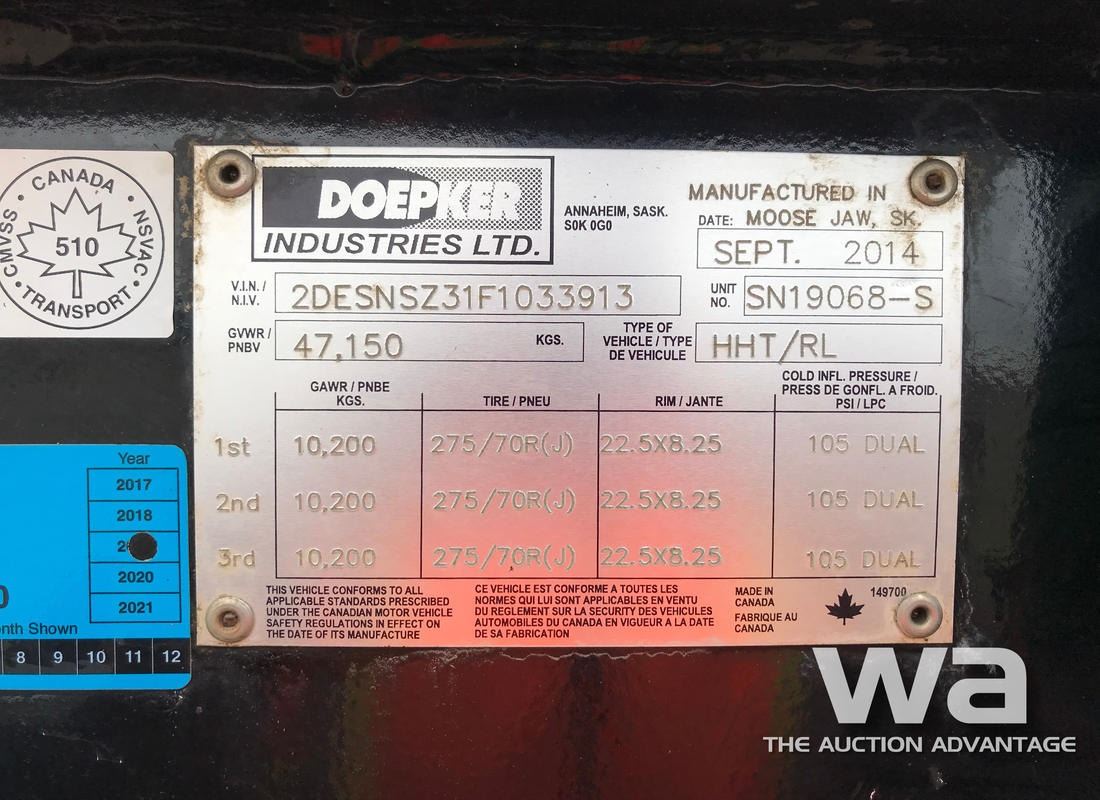 CANADA
CMVSS • NSVAC
510
TRANSPORT
Year
2017
2018
2020
2021
Shown
8 9 10 11 12
DOEPKER
INDUSTRIES LTD.
ANNAHEIM, SASK.
S0K 0G0
MANUFACTURED IN
DATE: MOOSE JAW, SK.
SEPT. 2014
V.I.N. /
N.I.V.
2DESNSZ31F1033913
UNIT
NO.
SN19068-S
GVWR /
PNBV
47,150 KGS.
TYPE OF
VEHICLE / TYPE
DE VEHICULE
HHT/RL
GAWR / PNBE
KGS.
TIRE / PNEU
RIM / JANTE
COLD INFL. PRESSURE /
PRESS DE GONFL. A FROID.
PSI / LPC
1st 10,200 275/70R(J) 22.5X8.25 105 DUAL
2nd 10,200 275/70R(J) 22.5X8.25 105 DUAL
3rd 10,200 275/70R(J) 22.5X8.25 105 DUAL
THIS VEHICLE CONFORMS TO ALL
APPLICABLE STANDARDS PRESCRIBED
UNDER THE CANADIAN MOTOR VEHICLE
SAFETY REGULATIONS IN EFFECT ON
THE DATE OF ITS MANUFACTURE
CE VEHICLE EST CONFORME A TOUTES LES
NORMES QUI LUI SONT APPLICABLES EN VENTU
DU REGLEMENT SUR LA SECURITY DES VEHICULES
AUTOMOBILES DU CANADA EN VIGUEUR A LA DATE
DE SA FABRICATION
MADE IN
CANADA
FABRIQUE AU
CANADA
149700
wa
THE AUCTION ADVANTAGE